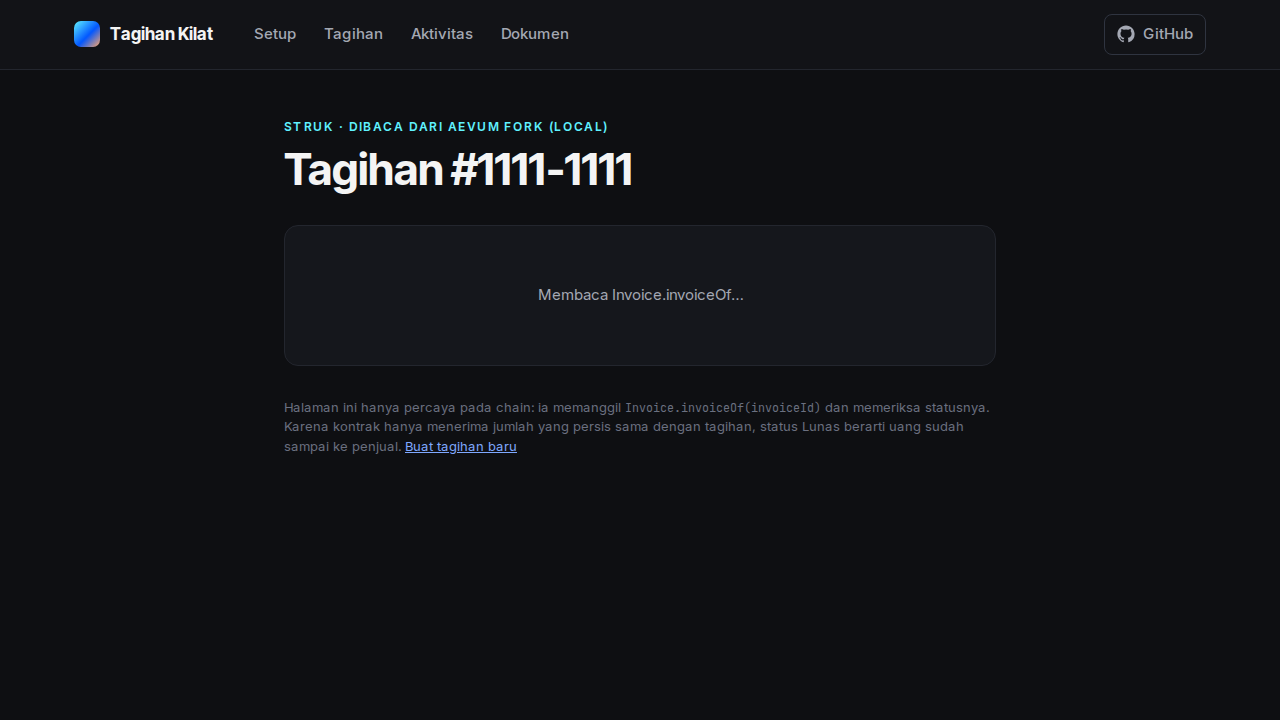 Tagihan Kilat
Setup
Tagihan
Aktivitas
Dokumen
GitHub
STRUK · DIBACA DARI AEVUM FORK (LOCAL)
Tagihan #1111-1111
Membaca Invoice.invoiceOf...
Halaman ini hanya percaya pada chain: ia memanggil Invoice.invoiceOf(invoiceId) dan memeriksa statusnya.
Karena kontrak hanya menerima jumlah yang persis sama dengan tagihan, status Lunas berarti uang sudah
sampai ke penjual. Buat tagihan baru